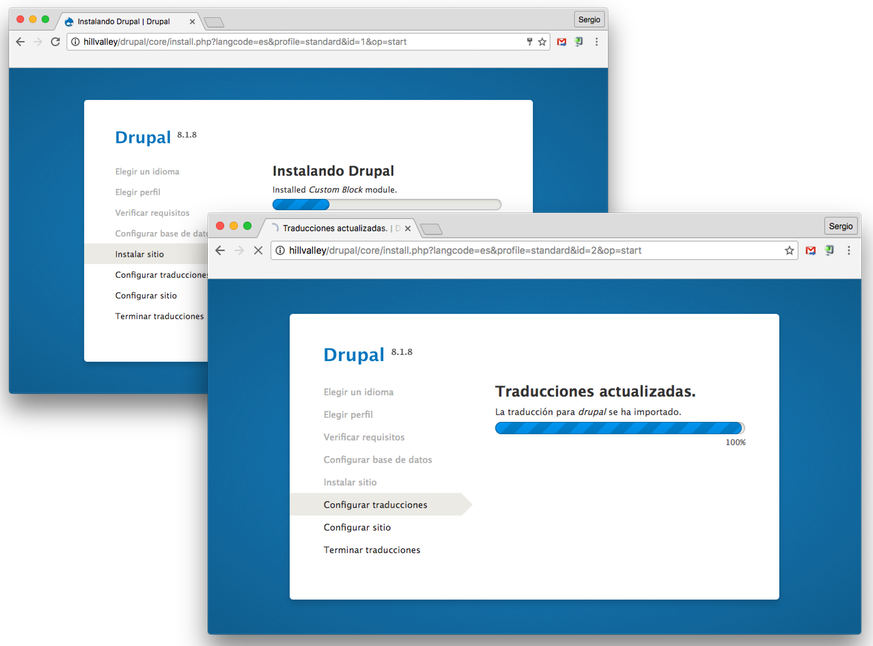 Instalando Drupal | Drupal
Sergio
hillvalley/drupal/core/install.php?langcode=es&profile=standard&id=1&op=start
Drupal 8.1.8
Elegir un idioma
Elegir perfil
Verificar requisitos
Configurar base de dato
Instalar sitio
Configurar traducciones
Configurar sitio
Terminar traducciones
Instalando Drupal
Installed Custom Block module.
Traducciones actualizadas. | D
Sergio
hillvalley/drupal/core/install.php?langcode=es&profile=standard&id=2&op=start
Drupal 8.1.8
Elegir un idioma
Elegir perfil
Verificar requisitos
Configurar base de datos
Instalar sitio
Configurar traducciones
Configurar sitio
Terminar traducciones
Traducciones actualizadas.
La traducción para drupal se ha importado.
100%